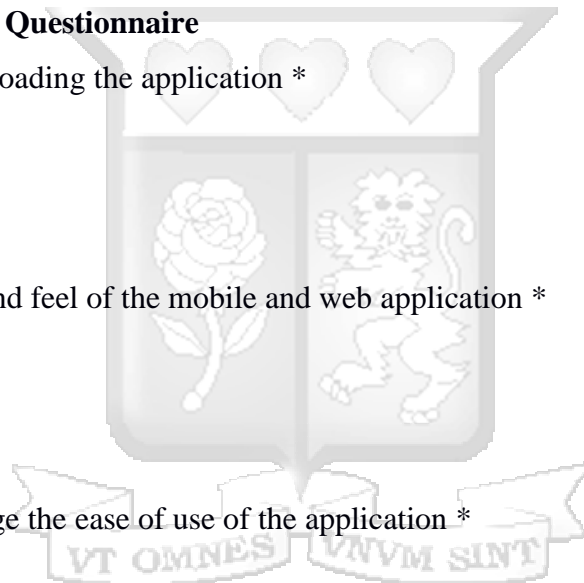 Questionnaire
oading the application *
nd feel of the mobile and web application *
ge the ease of use of the application *
VT OMNES VNVM SINT